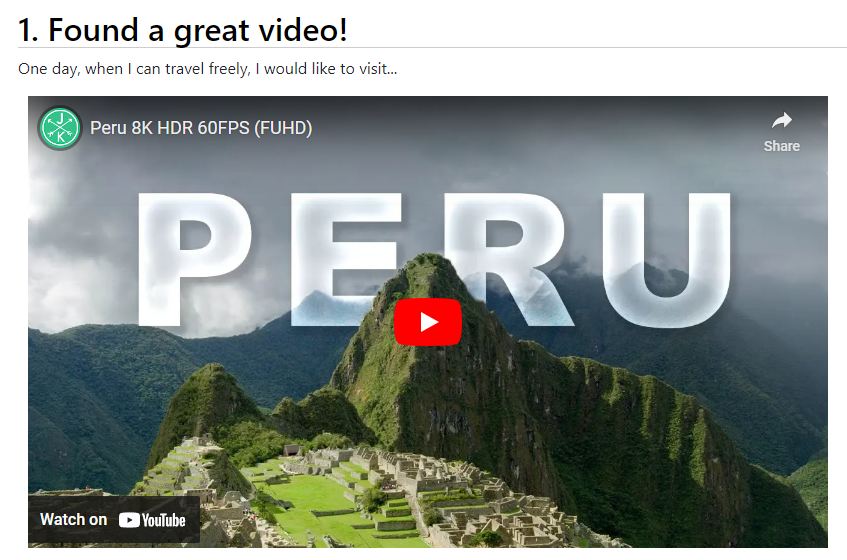 1. Found a great video!
One day, when I can travel freely, I would like to visit...
J
K
Peru 8K HDR 60FPS (FUHD)
Share
PERU
Watch on YouTube